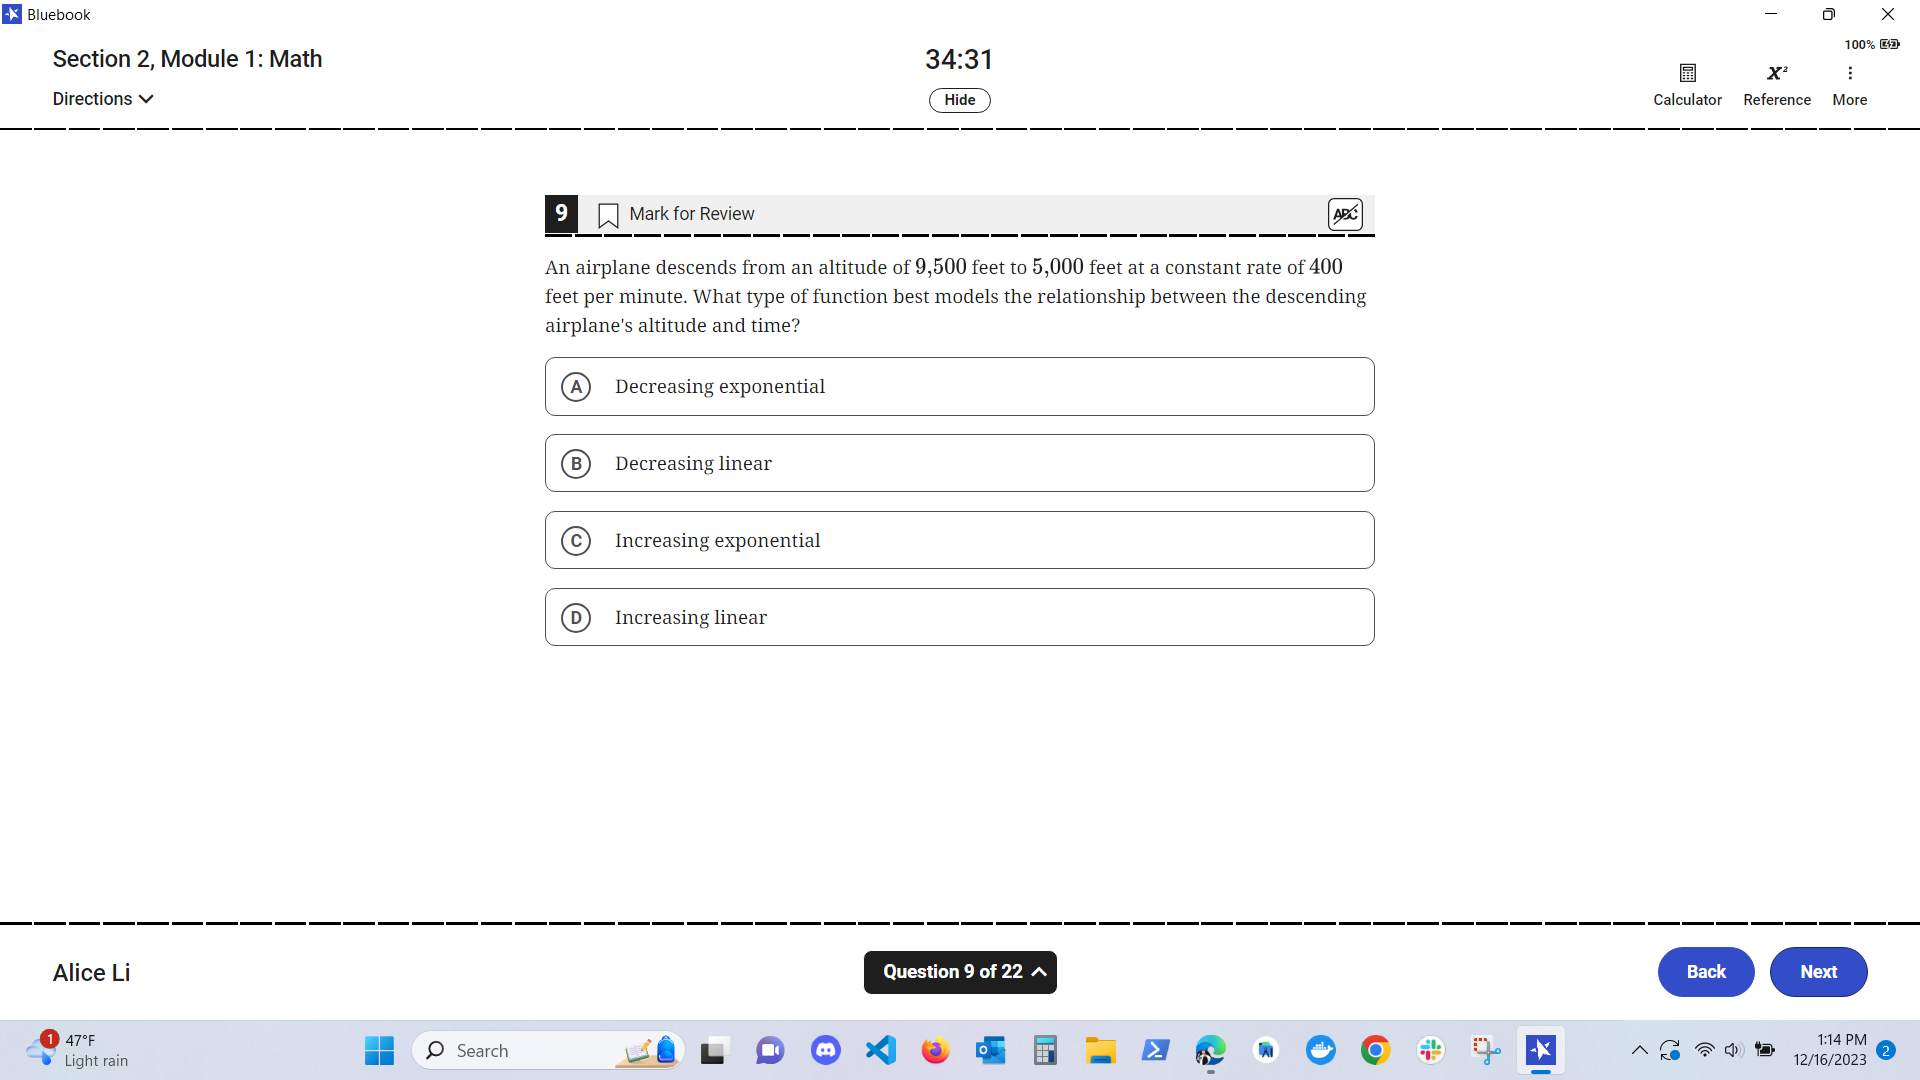 Bluebook
Section 2, Module 1: Math
34:31
100%
Directions
Hide
Calculator
Reference
More
9
Mark for Review
ABC
An airplane descends from an altitude of 9,500 feet to 5,000 feet at a constant rate of 400
feet per minute. What type of function best models the relationship between the descending
airplane's altitude and time?
A Decreasing exponential
B Decreasing linear
C Increasing exponential
D Increasing linear
Alice Li
Question 9 of 22
Back
Next
1
47°F
Light rain
Search
1:14 PM
12/16/2023
2